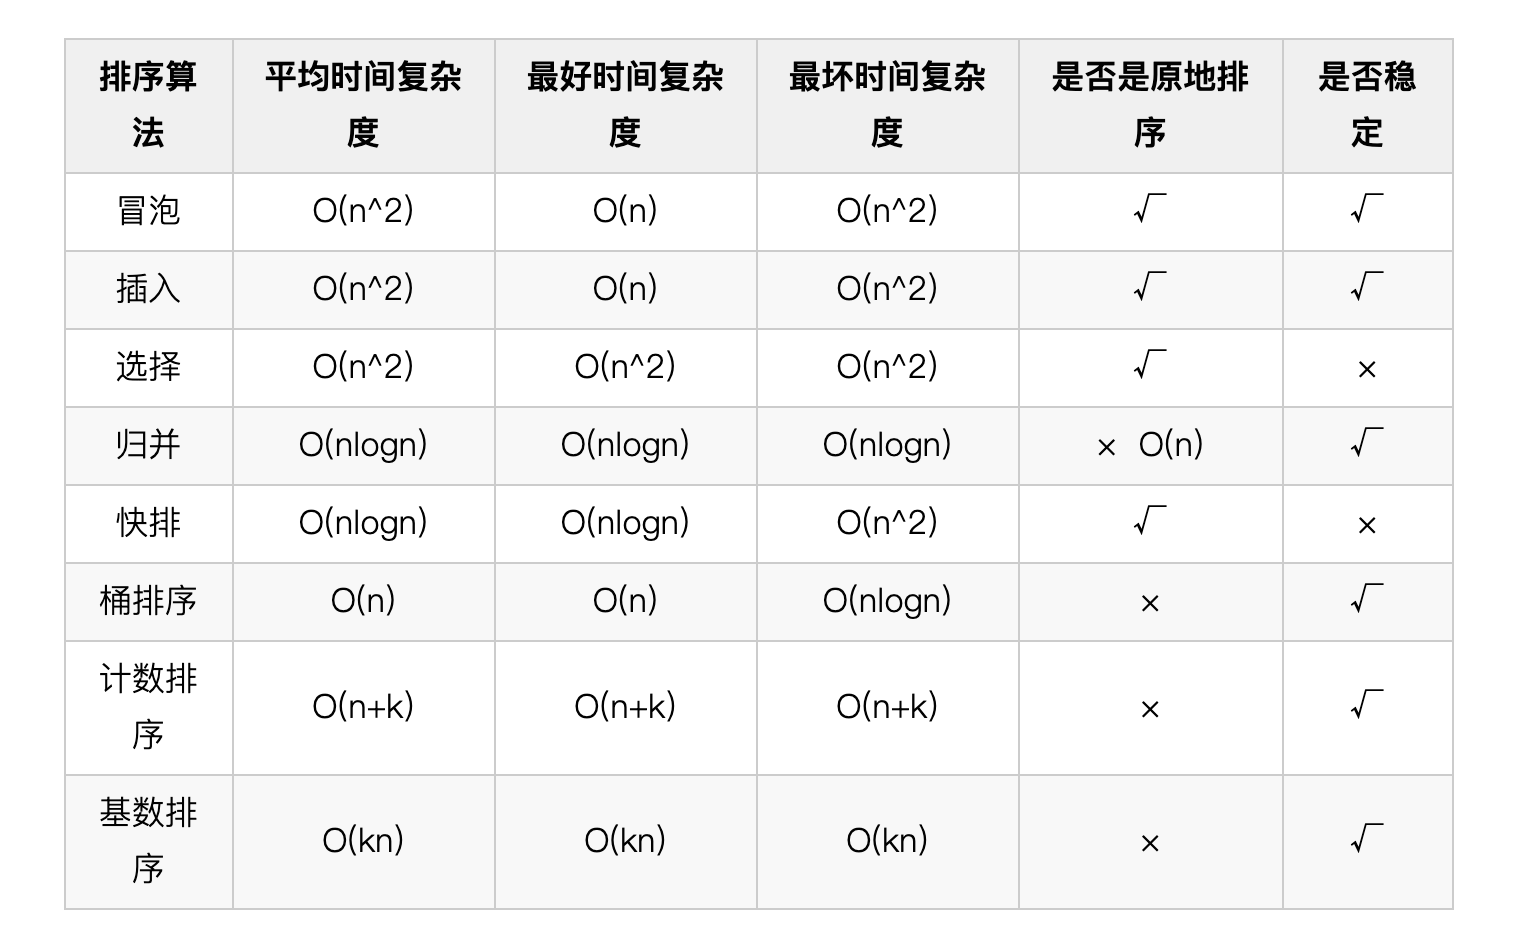 排序算法 平均时间复杂度 最好时间复杂度 最坏时间复杂度 是否是原地排序 是否稳定
冒泡 O(n^2) O(n) O(n^2) √ √
插入 O(n^2) O(n) O(n^2) √ √
选择 O(n^2) O(n^2) O(n^2) √ ×
归并 O(nlogn) O(nlogn) O(nlogn) × O(n) √
快排 O(nlogn) O(nlogn) O(n^2) √ ×
桶排序 O(n) O(n) O(nlogn) × √
计数排序 O(n+k) O(n+k) O(n+k) × √
基数排序 O(kn) O(kn) O(kn) × √